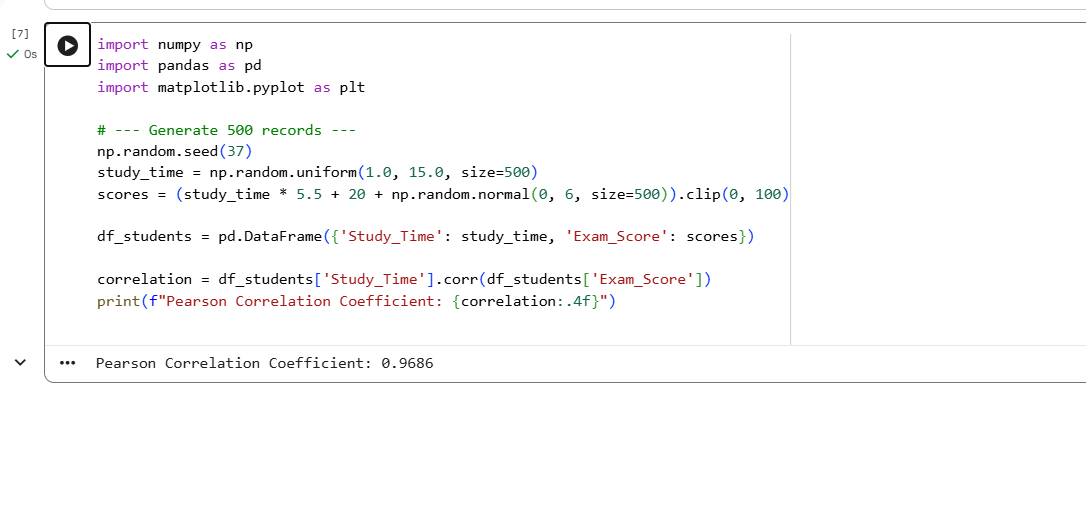 [7]
0s
import numpy as np
import pandas as pd
import matplotlib.pyplot as plt
# --- Generate 500 records ---
np.random.seed(37)
study_time = np.random.uniform(1.0, 15.0, size=500)
scores = (study_time * 5.5 + 20 + np.random.normal(0, 6, size=500)).clip(0, 100)
df_students = pd.DataFrame({'Study_Time': study_time, 'Exam_Score': scores})
correlation = df_students['Study_Time'].corr(df_students['Exam_Score'])
print(f"Pearson Correlation Coefficient: {correlation:.4f}")
Pearson Correlation Coefficient: 0.9686